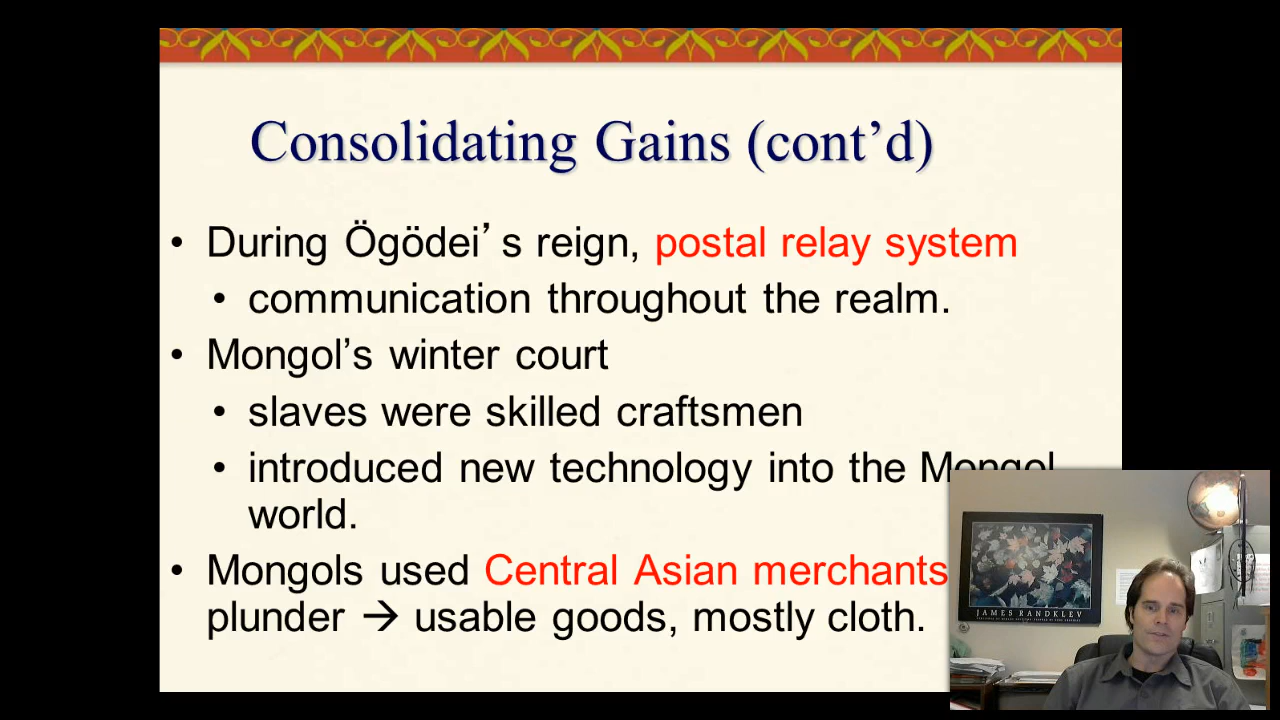 Consolidating Gains (cont’d)
• During Ögödei’s reign, postal relay system
• communication throughout the realm.
• Mongol’s winter court
• slaves were skilled craftsmen
• introduced new technology into the Mongol
world.
• Mongols used Central Asian merchants
plunder → usable goods, mostly cloth.
JAMES RANDKLEV